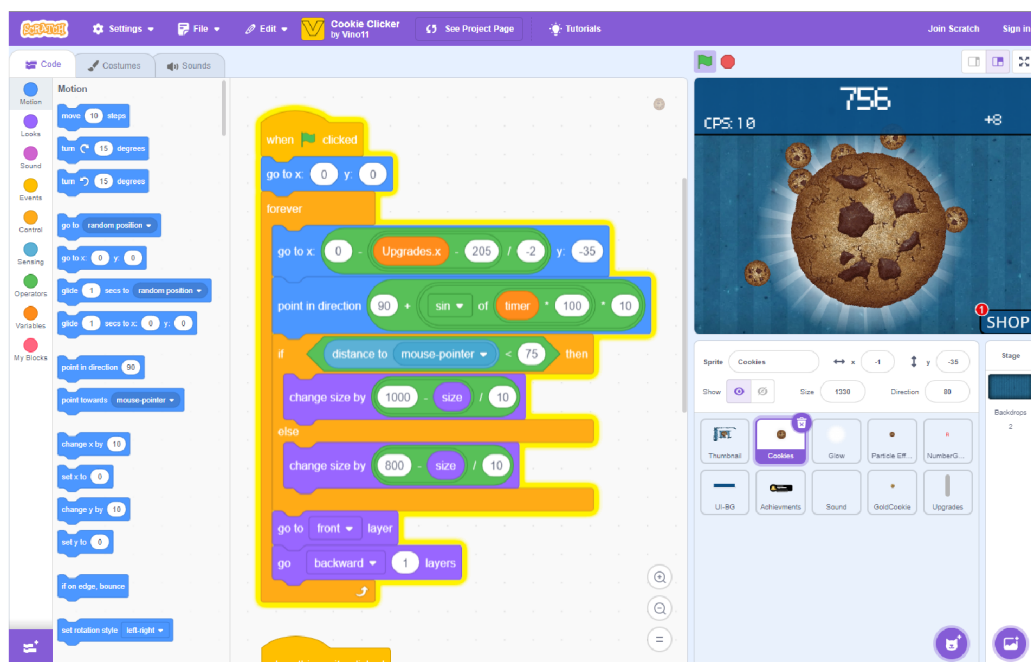 SCRATCH Settings File Edit Cookie Clicker See Project Page Tutorials Join Scratch Sign in
by Vino11
Code Costumes Sounds
Motion
Looks
Sound
Events
Control
Sensing
Operators
Variables
My Blocks
Motion
move 10 steps
turn 15 degrees
turn 15 degrees
go to random position
go to x: 0 y: 0
glide 1 secs to random position
glide 1 secs to x: 0 y: 0
point in direction 90
point towards mouse-pointer
change x by 10
set x to 0
change y by 10
set y to 0
if on edge, bounce
set rotation style left-right
when clicked
go to x: 0 y: 0
forever
go to x: 0 - Upgrades.x - 205 / -2 y: -35
point in direction 90 + sin of timer * 100 * 10
if distance to mouse-pointer < 75 then
change size by 1000 - size / 10
else
change size by 800 - size / 10
go to front layer
go backward 1 layers
756
CPS: 10 +8
1
SHOP
Sprite Cookies x -1 y -35
Show Size 1330 Direction 80
Thumbnail Cookies Glow Particle Eff... NumberG...
UI-BG Achievments Sound GoldCookie Upgrades
Stage
Backdrops
2